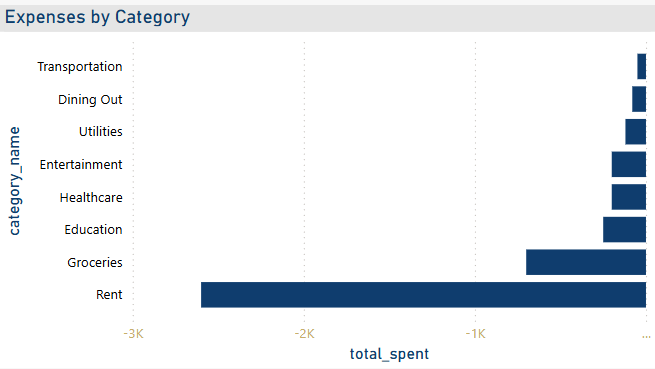 Expenses by Category
category_name
Transportation
Dining Out
Utilities
Entertainment
Healthcare
Education
Groceries
Rent
-3K -2K -1K ...
total_spent